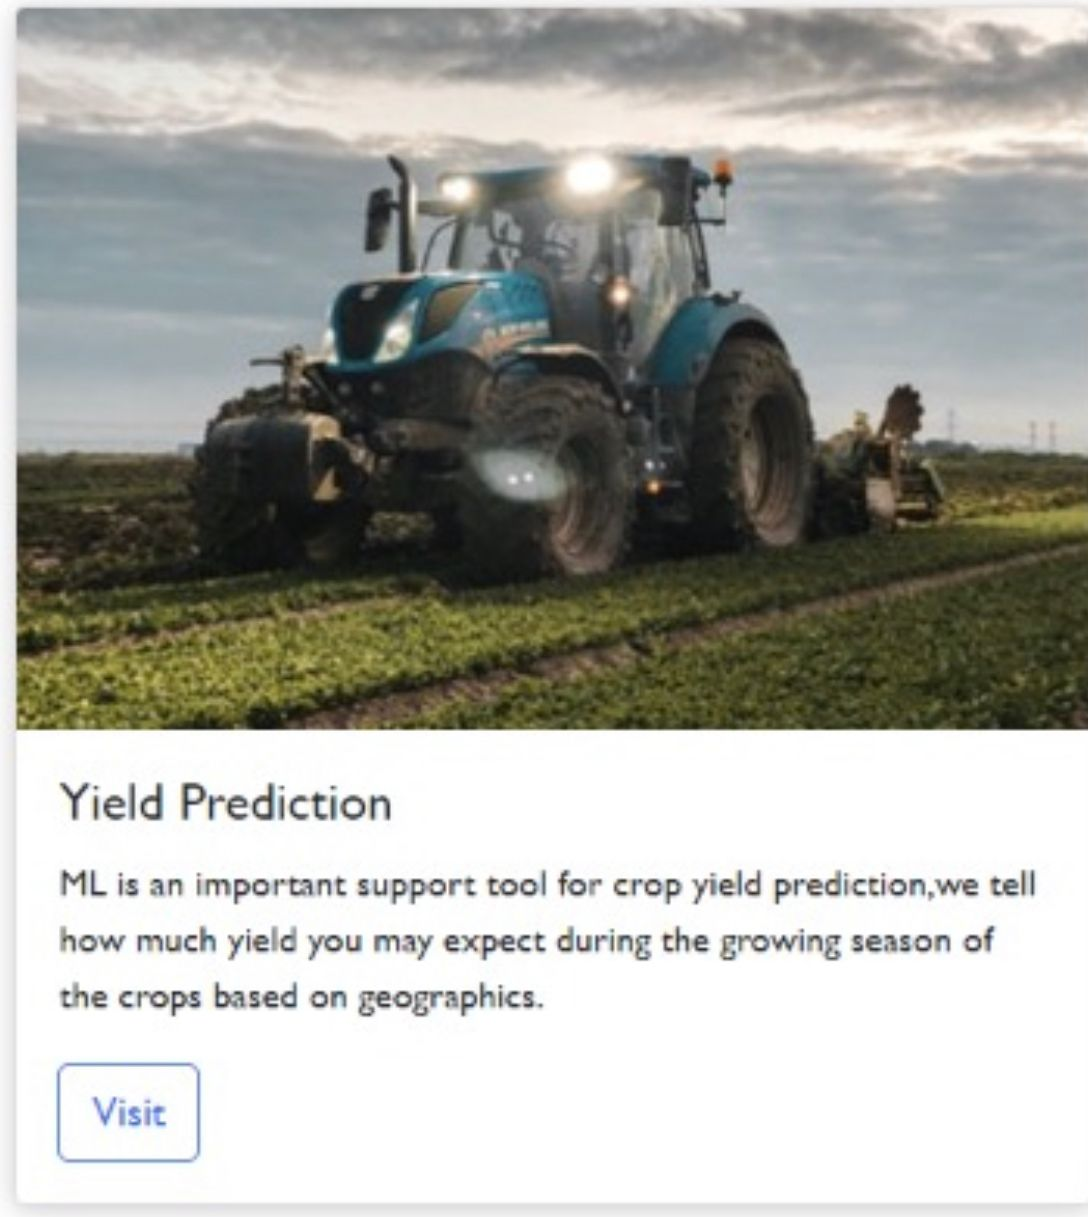 Yield Prediction
ML is an important support tool for crop yield prediction,we tell
how much yield you may expect during the growing season of
the crops based on geographics.
Visit